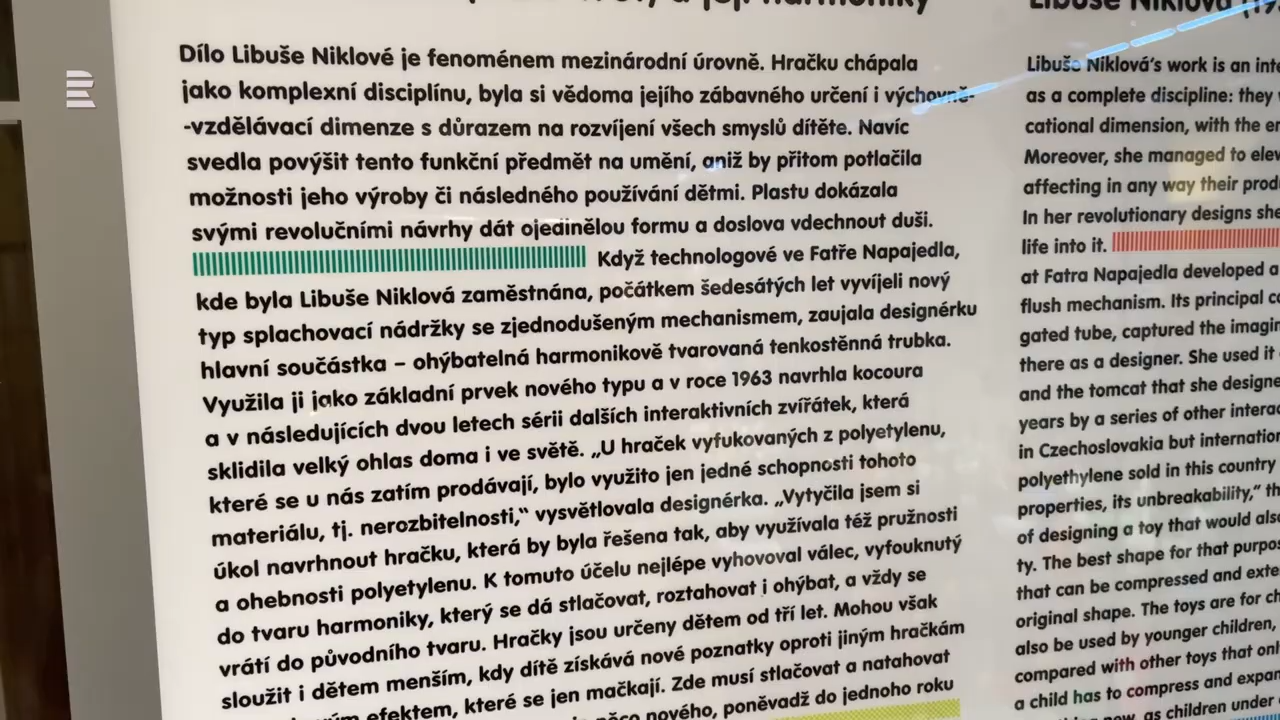 Dílo Libuše Niklové je fenoménem mezinárodní úrovně. Hračku chápala
jako komplexní disciplínu, byla si vědoma jejího zábavného určení i výchovně-
-vzdělávací dimenze s důrazem na rozvíjení všech smyslů dítěte. Navíc
svedla povýšit tento funkční předmět na umění, aniž by přitom potlačila
možnosti jeho výroby či následného používání dětmi. Plastu dokázala
svými revolučními návrhy dát ojedinělou formu a doslova vdechnout duši.
Když technologové ve Fatře Napajedla,
kde byla Libuše Niklová zaměstnána, počátkem šedesátých let vyvíjeli nový
typ splachovací nádržky se zjednodušeným mechanismem, zaujala designérku
hlavní součástka – ohýbatelná harmonikově tvarovaná tenkostěnná trubka.
Využila ji jako základní prvek nového typu a v roce 1963 navrhla kocoura
a v následujících dvou letech sérii dalších interaktivních zvířátek, která
sklidila velký ohlas doma i ve světě. „U hraček vyfukovaných z polyetylenu,
které se u nás zatím prodávají, bylo využito jen jedné schopnosti tohoto
materiálu, tj. nerozbitelnosti,“ vysvětlovala designérka. „Vytyčila jsem si
úkol navrhnout hračku, která by byla řešena tak, aby využívala též pružnosti
a ohebnosti polyetylenu. K tomuto účelu nejlépe vyhovoval válec, vyfouknutý
do tvaru harmoniky, který se dá stlačovat, roztahovat i ohýbat, a vždy se
vrátí do původního tvaru. Hračky jsou určeny dětem od tří let. Mohou však
sloužit i dětem menším, kdy dítě získává nové poznatky oproti jiným hračkám
efektem, které se jen mačkají. Zde musí stlačovat a natahovat
něco nového, poněvadž do jednoho roku
Libuše Niklová
Libuše Niklová’s work is an
as a complete discipline: they
cational dimension, with the
Moreover, she managed to
affecting in any way their
In her revolutionary designs she
life into it.
at Fatra Napajedla developed a
flush mechanism. Its principal
gated tube, captured the
there as a designer. She used it
and the tomcat that she
years by a series of other
in Czechoslovakia but
polyethylene sold in this country
properties, its unbreakability,”
of designing a toy that would also
ty. The best shape for that
that can be compressed and
original shape. The toys are for
also be used by younger children,
compared with other toys that
a child has to compress and
new, as children under